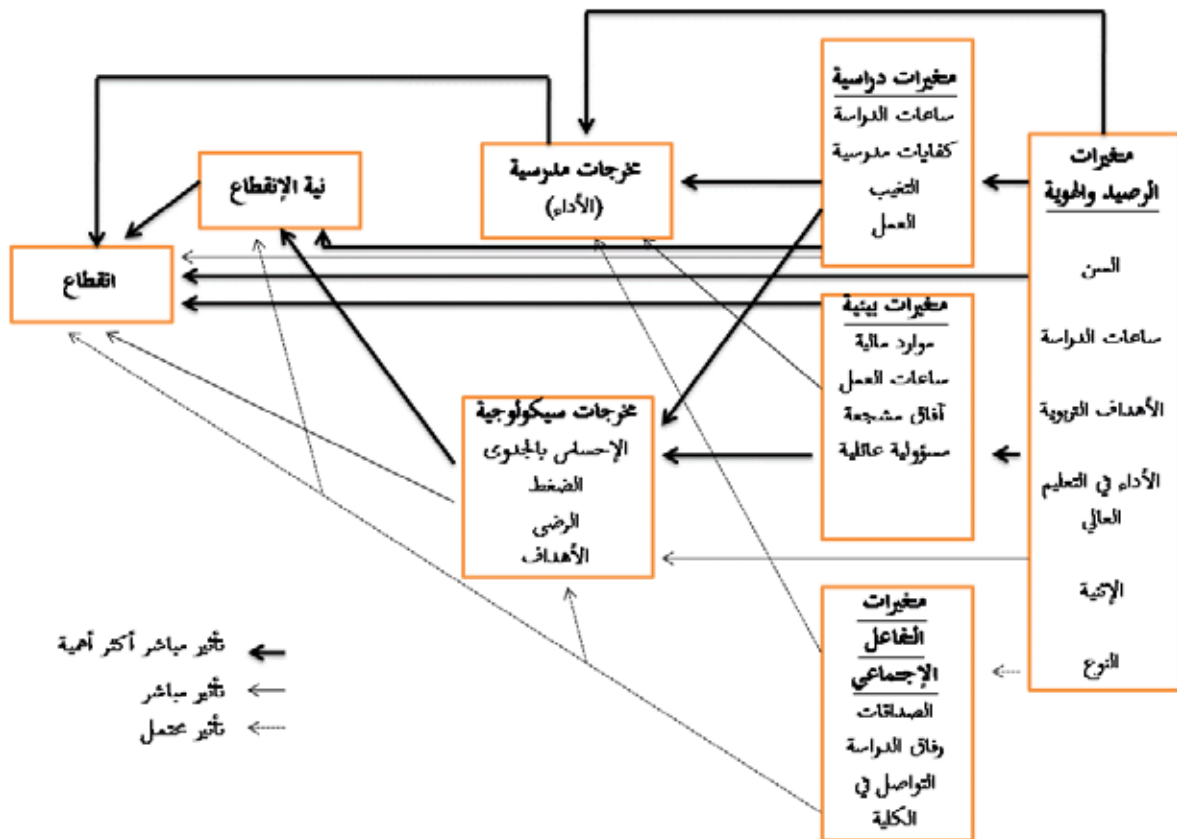 متغيرات
الرصيد والهوية
السن
ساعات الدراسة
الأهداف التربوية
الأداء في التعليم
العالي
الإثنية
النوع
متغيرات دراسية
ساعات الدراسة
كفايات مدرسية
التغيب
العمل
متغيرات بيئية
موارد مالية
ساعات العمل
آفاق مشجعة
مسؤولية عائلية
متغيرات
التفاعل
الإجتماعي
الصداقات
رفاق الدراسة
التواصل في
الكلية
مخرجات مدرسية
(الأداء)
مخرجات سيكولوجية
الإحساس بالجدوى
الضغط
الرضى
الأهداف
نية الإنقطاع
انقطاع
تأثير مباشر أكثر أهمية
تأثير مباشر
تأثير محتمل